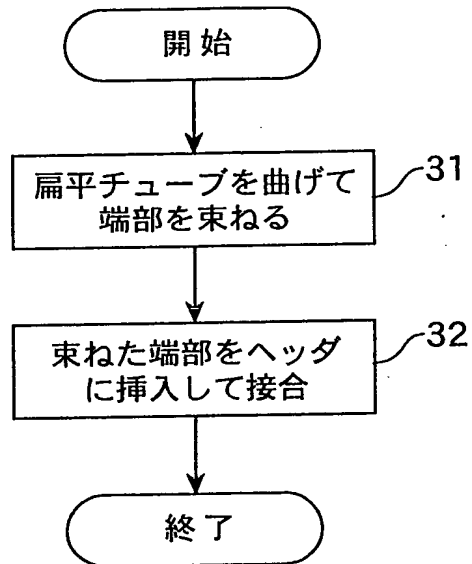 開始
扁平チューブを曲げて
端部を束ねる
31
束ねた端部をヘッダ
に挿入して接合
32
終了